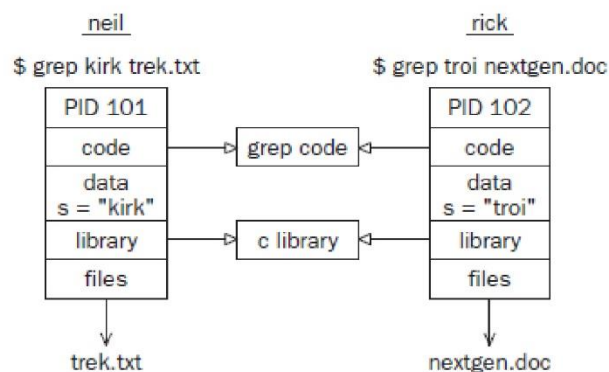 neil
$ grep kirk trek.txt
PID 101
code
data
s = "kirk"
library
files
trek.txt
grep code
c library
rick
$ grep troi nextgen.doc
PID 102
code
data
s = "troi"
library
files
nextgen.doc